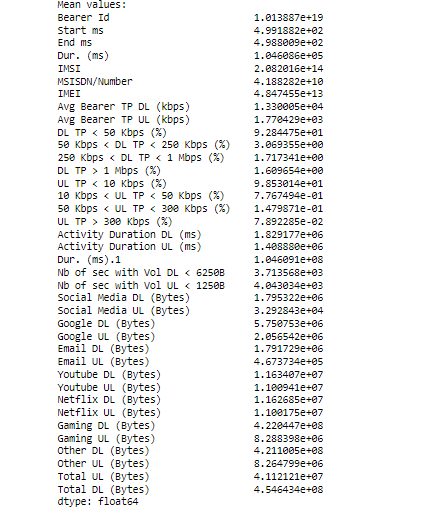 Mean values:
Bearer Id 1.013887e+19
Start ms 4.991882e+02
End ms 4.988009e+02
Dur. (ms) 1.046086e+05
IMSI 2.082016e+14
MSISDN/Number 4.188282e+10
IMEI 4.847455e+13
Avg Bearer TP DL (kbps) 1.330005e+04
Avg Bearer TP UL (kbps) 1.770429e+03
DL TP < 50 Kbps (%) 9.284475e+01
50 Kbps < DL TP < 250 Kbps (%) 3.069355e+00
250 Kbps < DL TP < 1 Mbps (%) 1.717341e+00
DL TP > 1 Mbps (%) 1.609654e+00
UL TP < 10 Kbps (%) 9.853014e+01
10 Kbps < UL TP < 50 Kbps (%) 7.767494e-01
50 Kbps < UL TP < 300 Kbps (%) 1.479871e-01
UL TP > 300 Kbps (%) 7.892285e-02
Activity Duration DL (ms) 1.829177e+06
Activity Duration UL (ms) 1.408880e+06
Dur. (ms).1 1.046091e+08
Nb of sec with Vol DL < 6250B 3.713568e+03
Nb of sec with Vol UL < 1250B 4.043034e+03
Social Media DL (Bytes) 1.795322e+06
Social Media UL (Bytes) 3.292843e+04
Google DL (Bytes) 5.750753e+06
Google UL (Bytes) 2.056542e+06
Email DL (Bytes) 1.791729e+06
Email UL (Bytes) 4.673734e+05
Youtube DL (Bytes) 1.163407e+07
Youtube UL (Bytes) 1.100941e+07
Netflix DL (Bytes) 1.162685e+07
Netflix UL (Bytes) 1.100175e+07
Gaming DL (Bytes) 4.220447e+08
Gaming UL (Bytes) 8.288398e+06
Other DL (Bytes) 4.211005e+08
Other UL (Bytes) 8.264799e+06
Total UL (Bytes) 4.112121e+07
Total DL (Bytes) 4.546434e+08
dtype: float64